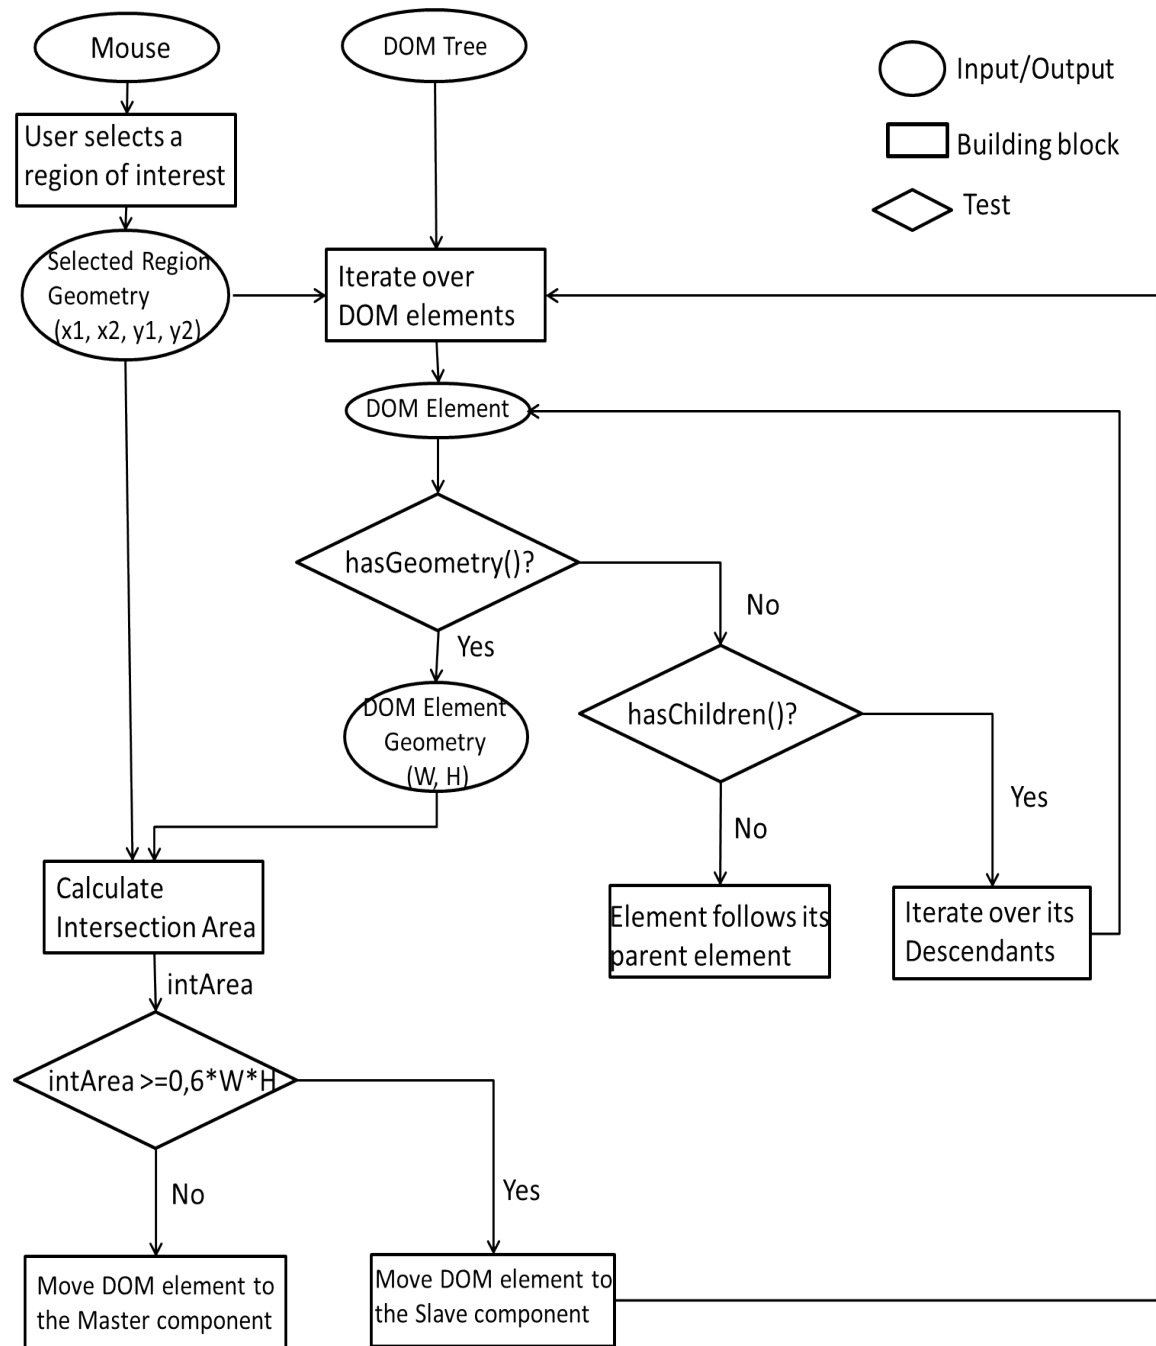 Mouse
DOM Tree
Input/Output
Building block
Test
User selects a
region of interest
Selected Region
Geometry
(x1, x2, y1, y2)
Iterate over
DOM elements
DOM Element
hasGeometry()?
No
Yes
hasChildren()?
DOM Element
Geometry
(W, H)
Yes
No
Calculate
Intersection Area
Element follows its
parent element
Iterate over its
Descendants
intArea
intArea >=0,6*W*H
No
Yes
Move DOM element to
the Master component
Move DOM element to
the Slave component